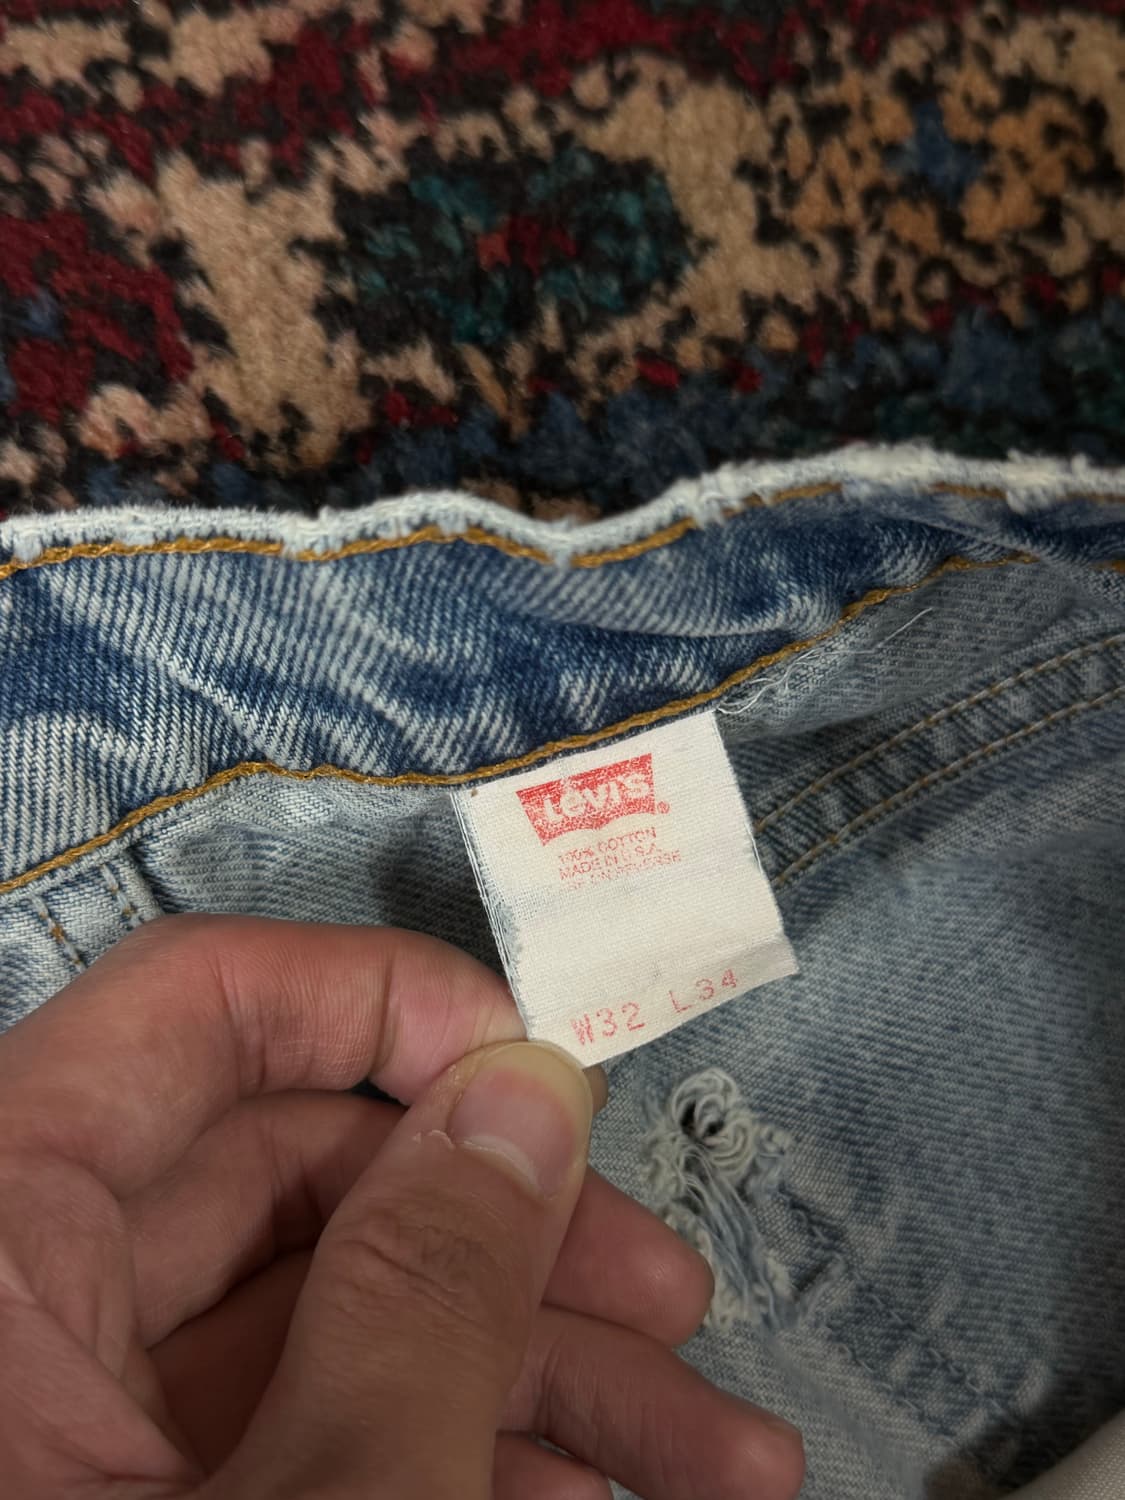 Levi's®
100% COTTON
MADE IN U.S.A.
W32 L34